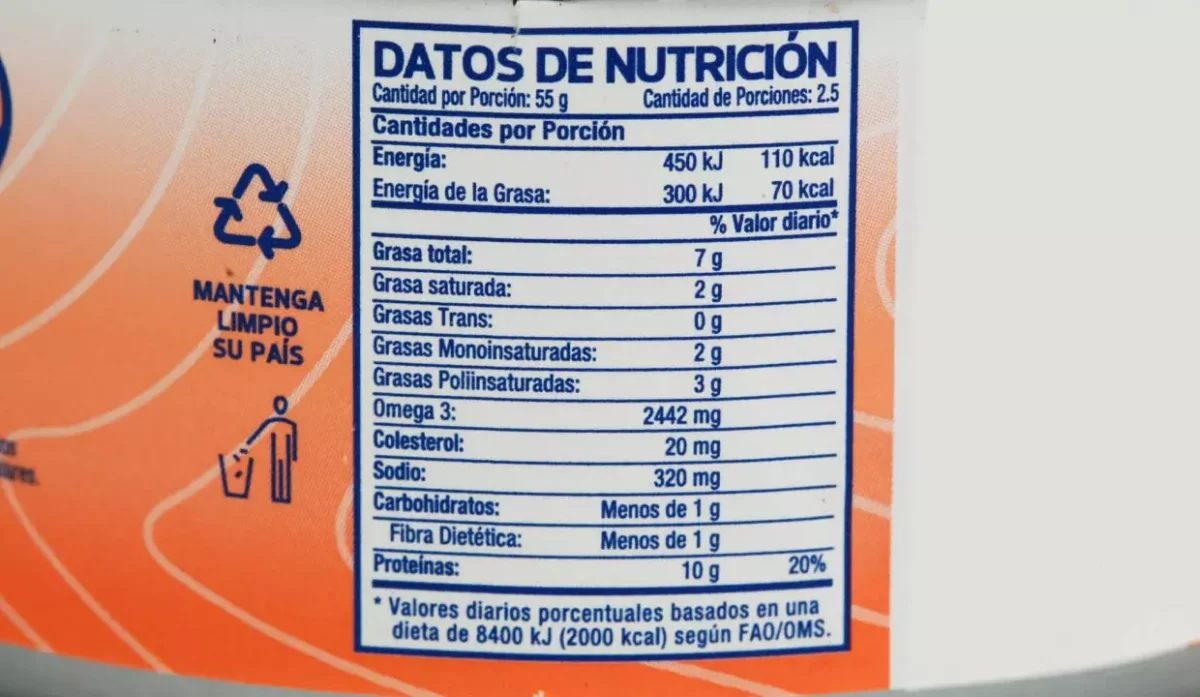 DATOS DE NUTRICIÓN
Cantidad por Porción: 55 g Cantidad de Porciones: 2.5
Cantidades por Porción
Energía: 450 kJ 110 kcal
Energía de la Grasa: 300 kJ 70 kcal
% Valor diario*
Grasa total: 7 g
Grasa saturada: 2 g
Grasas Trans: 0 g
Grasas Monoinsaturadas: 2 g
Grasas Poliinsaturadas: 3 g
Omega 3: 2442 mg
Colesterol: 20 mg
Sodio: 320 mg
Carbohidratos: Menos de 1 g
Fibra Dietética: Menos de 1 g
Proteínas: 10 g 20%
* Valores diarios porcentuales basados en una
dieta de 8400 kJ (2000 kcal) según FAO/OMS.
MANTENGA
LIMPIO
SU PAÍS